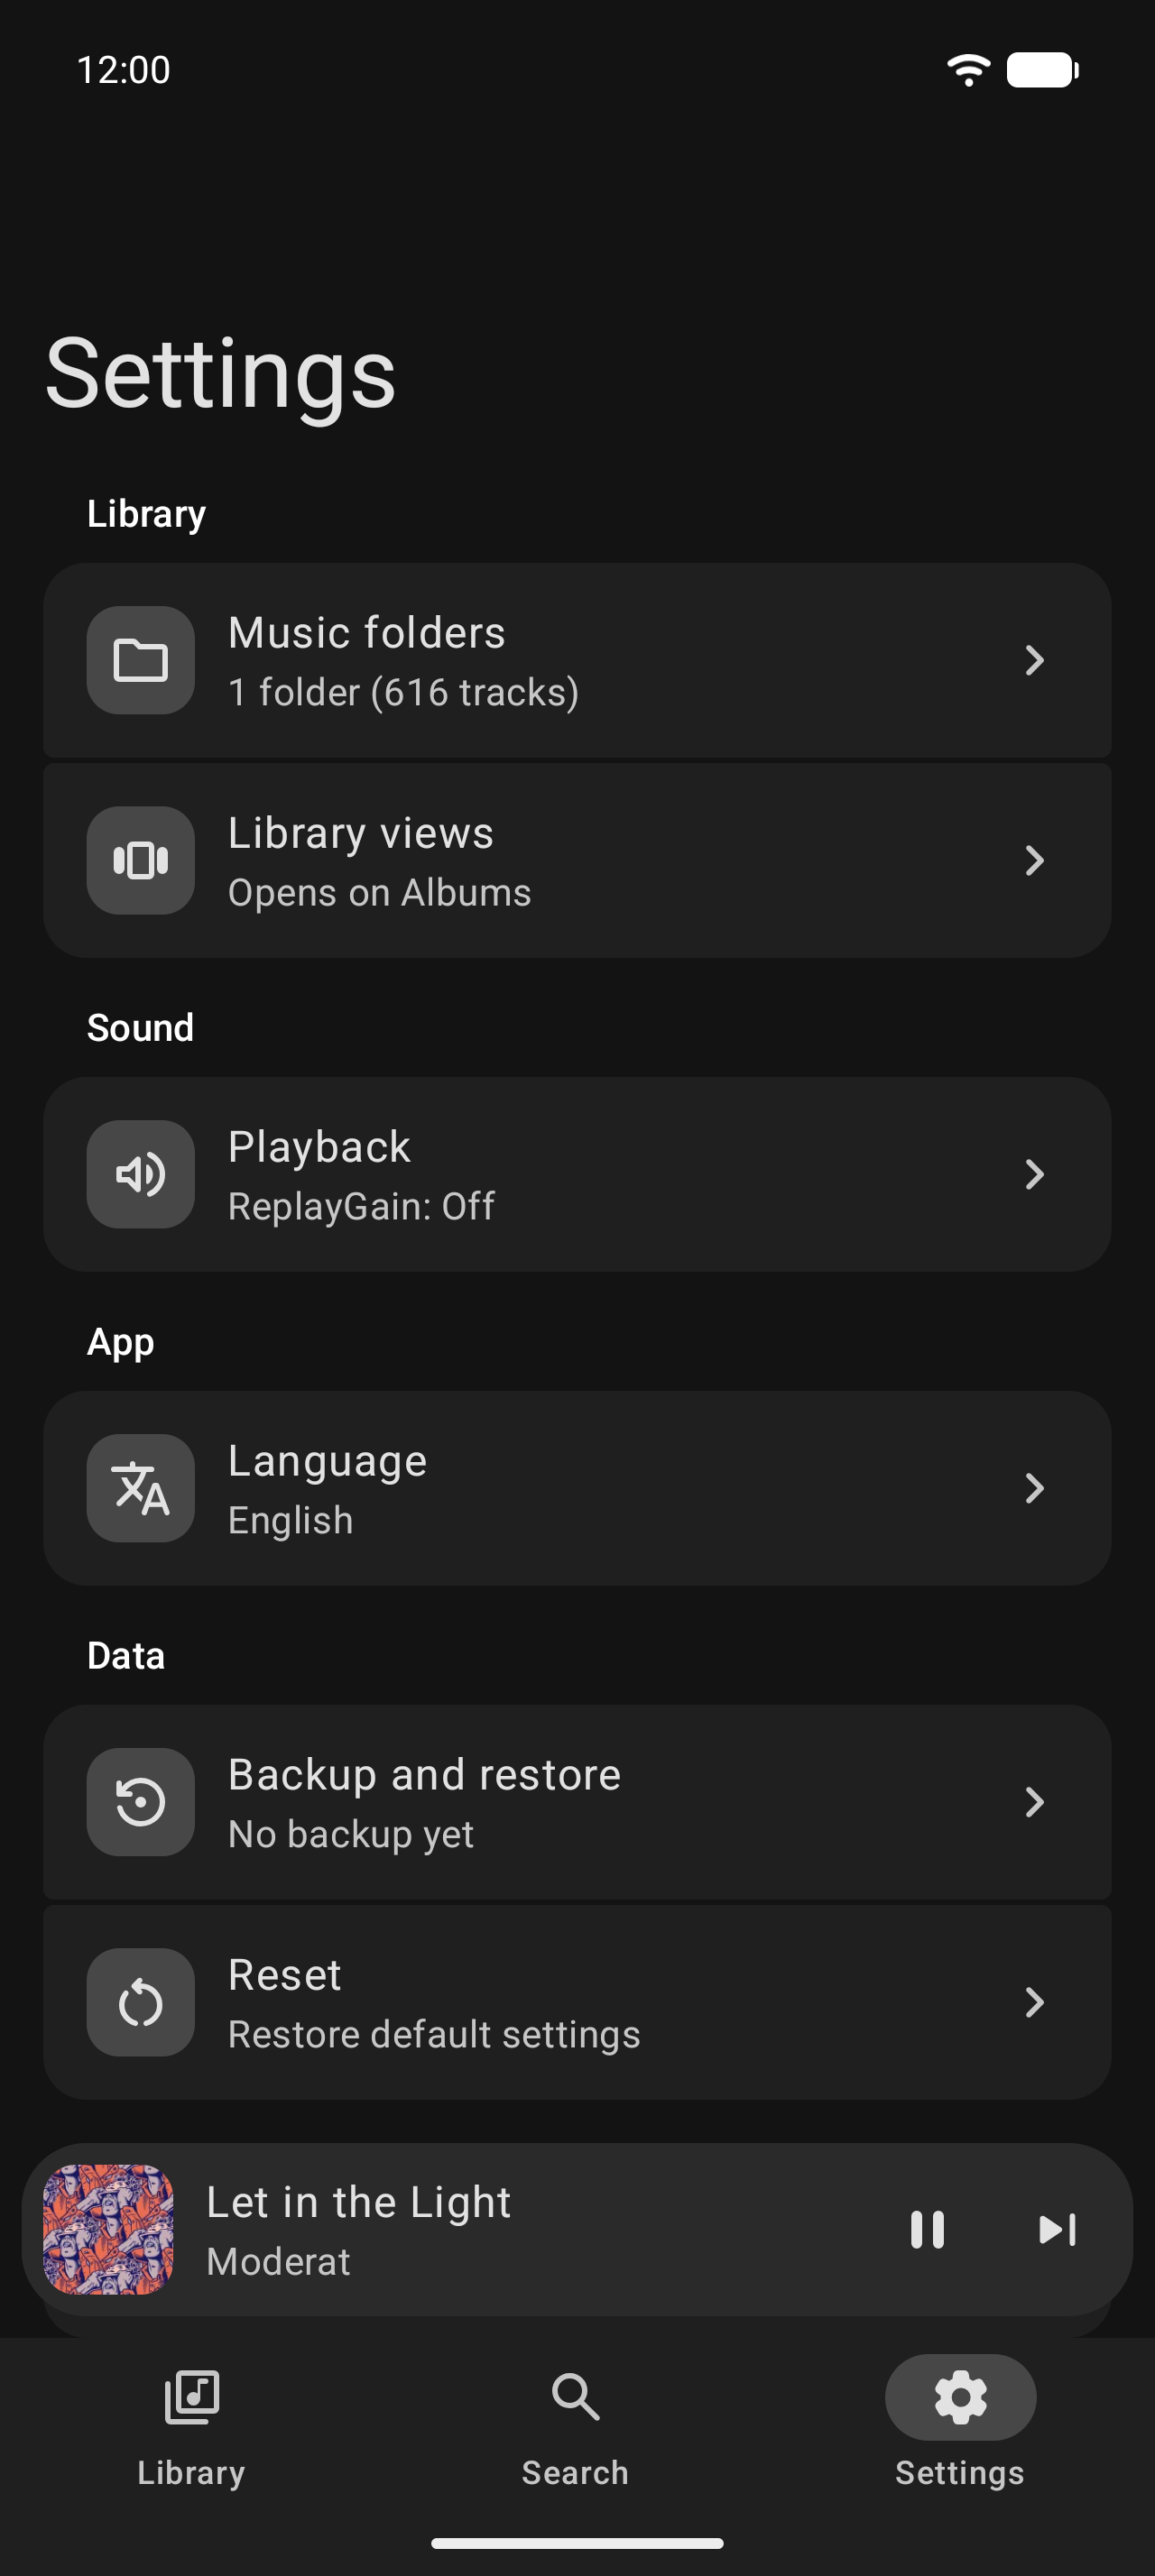 12:00
Settings
Library
Music folders
1 folder (616 tracks)
Library views
Opens on Albums
Sound
Playback
ReplayGain: Off
App
Language
English
Data
Backup and restore
No backup yet
Reset
Restore default settings
Let in the Light
Moderat
Library
Search
Settings